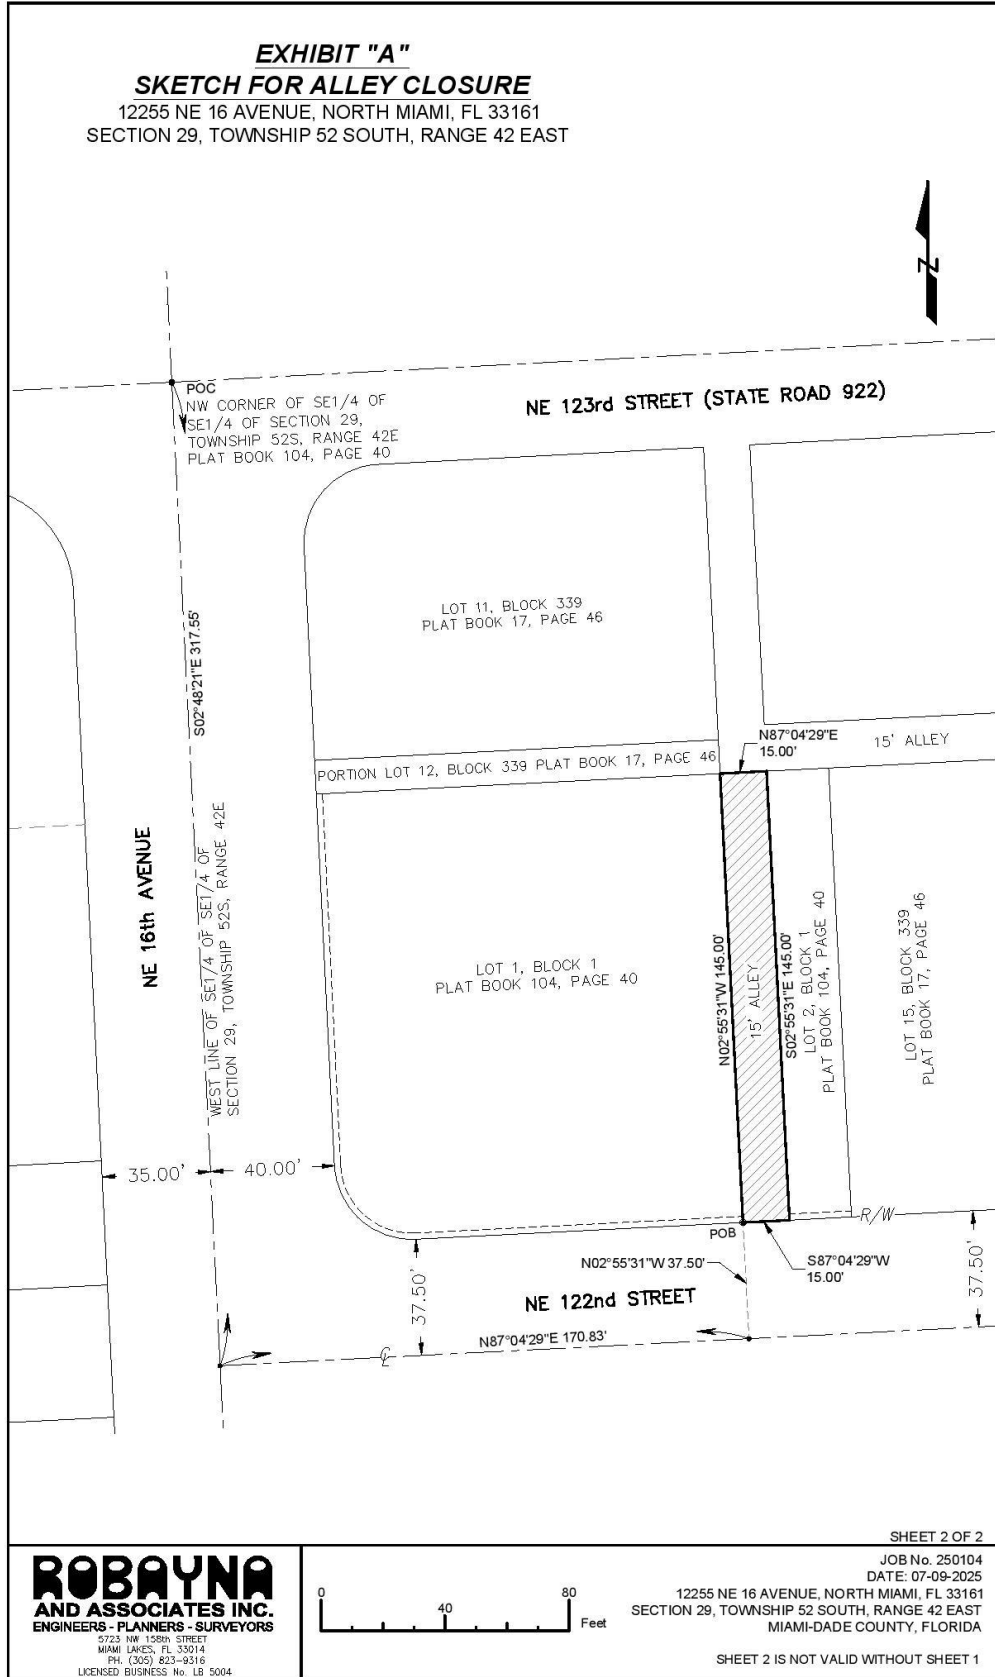 EXHIBIT "A"
SKETCH FOR ALLEY CLOSURE
12255 NE 16 AVENUE, NORTH MIAMI, FL 33161
SECTION 29, TOWNSHIP 52 SOUTH, RANGE 42 EAST
N
POC
NW CORNER OF SE1/4 OF
SE1/4 OF SECTION 29,
TOWNSHIP 52S, RANGE 42E
PLAT BOOK 104, PAGE 40
NE 123rd STREET (STATE ROAD 922)
LOT 11, BLOCK 339
PLAT BOOK 17, PAGE 46
S02°48'21"E 317.55'
N87°04'29"E
15.00'
15' ALLEY
PORTION LOT 12, BLOCK 339 PLAT BOOK 17, PAGE 46
NE 16th AVENUE
WEST LINE OF SE1/4 OF SE1/4 OF
SECTION 29, TOWNSHIP 52S, RANGE 42E
LOT 1, BLOCK 1
PLAT BOOK 104, PAGE 40
N02°55'31"W 145.00'
15' ALLEY
S02°55'31"E 145.00'
LOT 2, BLOCK 1
PLAT BOOK 104, PAGE 40
LOT 15, BLOCK 339
PLAT BOOK 17, PAGE 46
35.00'
40.00'
R/W
POB
N02°55'31"W 37.50'
S87°04'29"W
15.00'
37.50'
37.50'
NE 122nd STREET
N87°04'29"E 170.83'
SHEET 2 OF 2
ROBAYNA
AND ASSOCIATES INC.
ENGINEERS - PLANNERS - SURVEYORS
5723 NW 158th STREET
MIAMI LAKES, FL 33014
PH. (305) 823-9316
LICENSED BUSINESS No. LB 5004
0 40 80
Feet
JOB No. 250104
DATE: 07-09-2025
12255 NE 16 AVENUE, NORTH MIAMI, FL 33161
SECTION 29, TOWNSHIP 52 SOUTH, RANGE 42 EAST
MIAMI-DADE COUNTY, FLORIDA
SHEET 2 IS NOT VALID WITHOUT SHEET 1